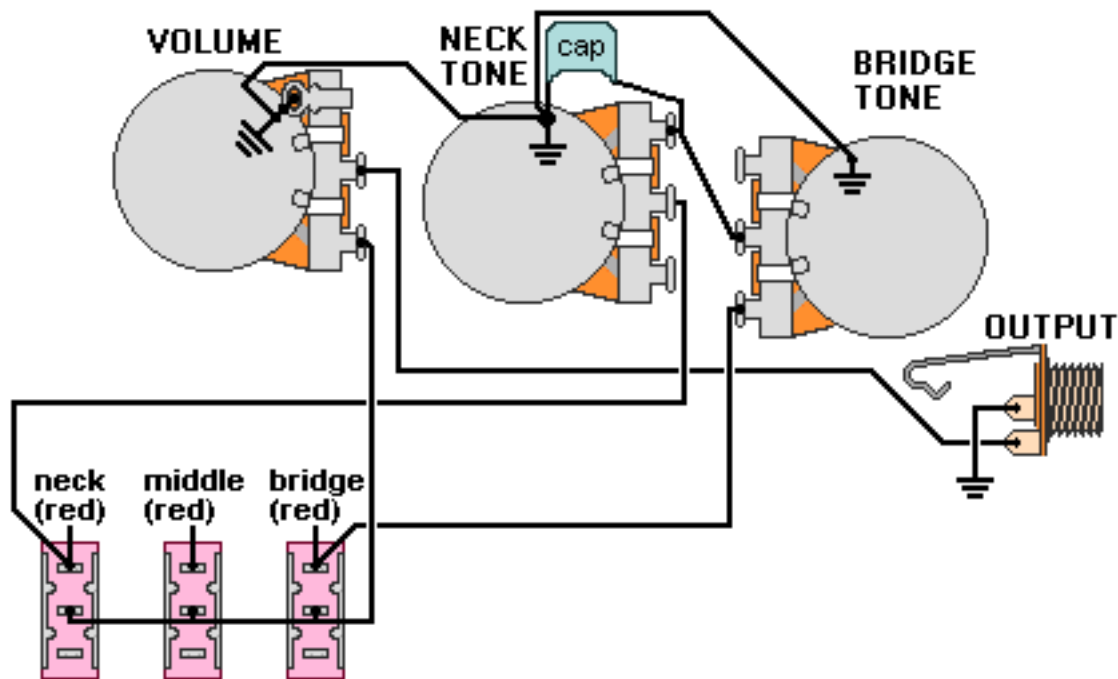 VOLUME
NECK
TONE
cap
BRIDGE
TONE
OUTPUT
neck
(red)
middle
(red)
bridge
(red)